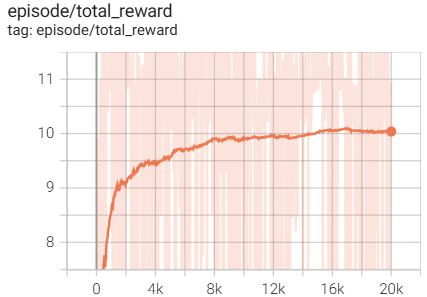 episode/total_reward
tag: episode/total_reward
11
10
9
8
0 4k 8k 12k 16k 20k